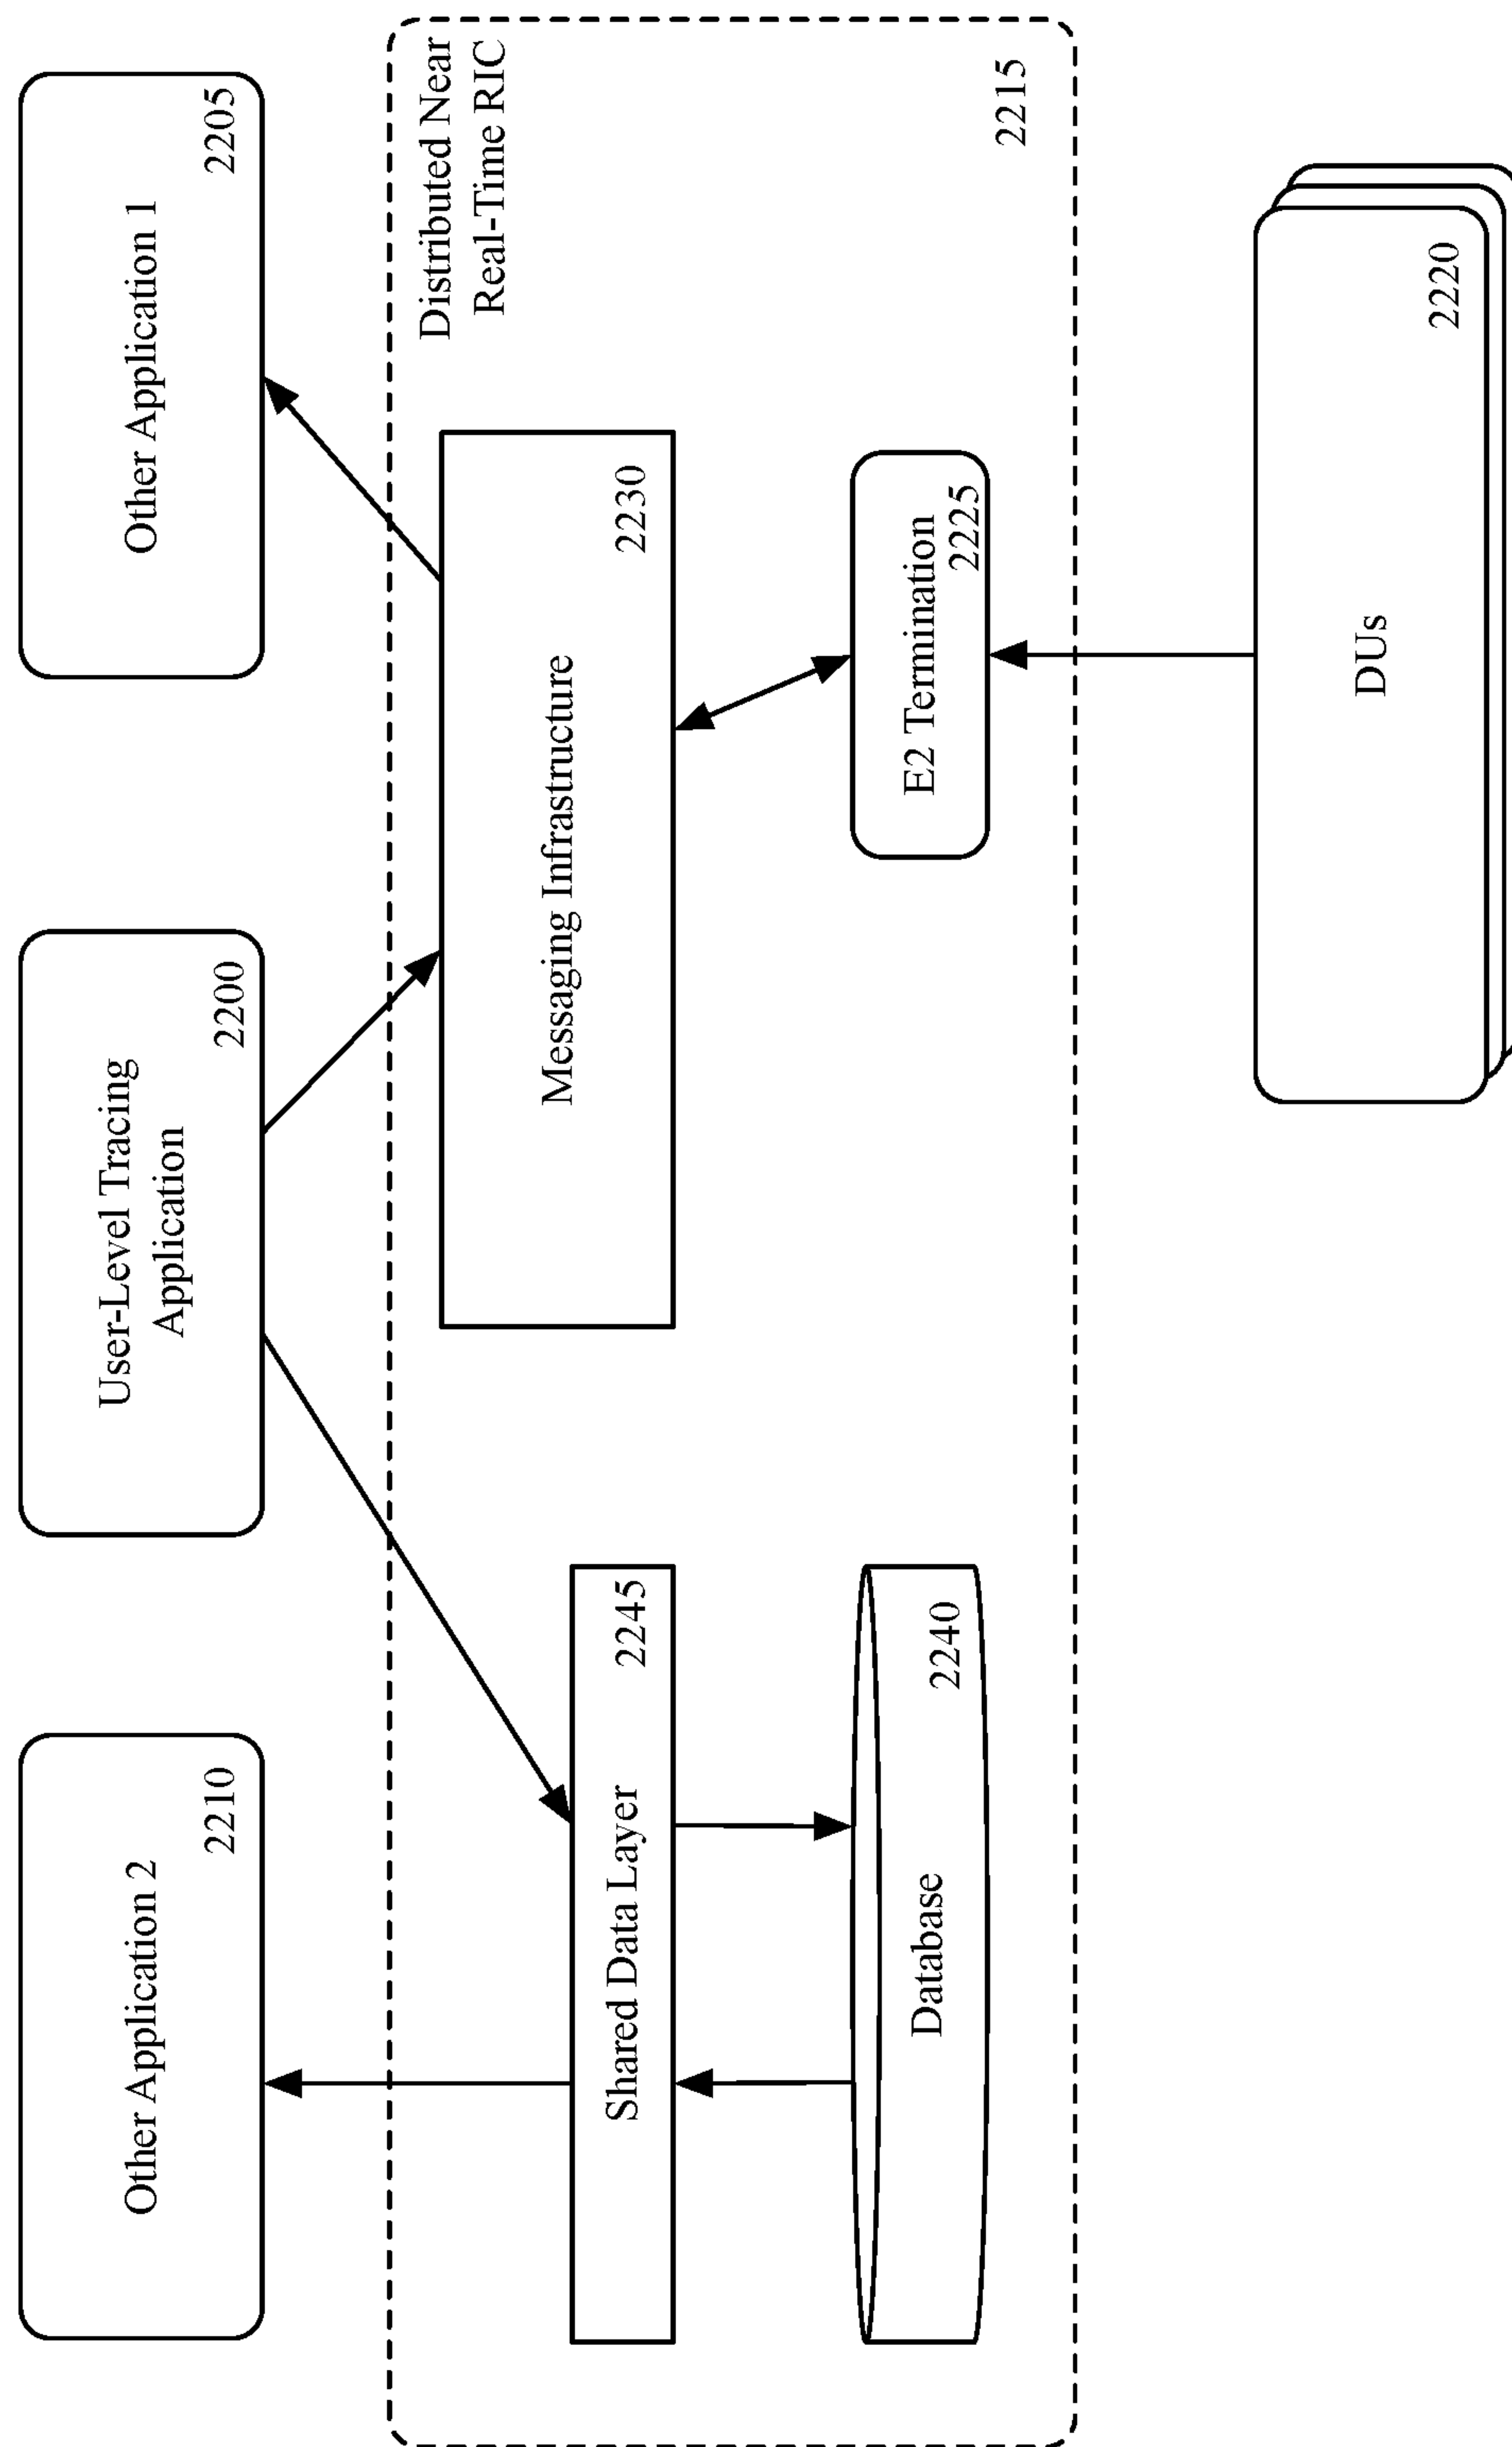 Other Application 2
2210
User-Level Tracing
Application
2200
Other Application 1
2205
Distributed Near
Real-Time RIC
Shared Data Layer
2245
Messaging Infrastructure
2230
Database
2240
E2 Termination
2225
2215
DUs
2220